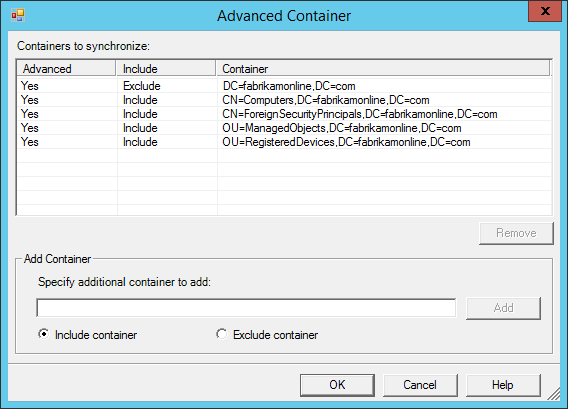 Advanced Container
x
Containers to synchronize:
Advanced Include Container
Yes Exclude DC=fabrikamonline,DC=com
Yes Include CN=Computers,DC=fabrikamonline,DC=com
Yes Include CN=ForeignSecurityPrincipals,DC=fabrikamonline,DC=com
Yes Include OU=ManagedObjects,DC=fabrikamonline,DC=com
Yes Include OU=RegisteredDevices,DC=fabrikamonline,DC=com
Remove
Add Container
Specify additional container to add:
Add
Include container Exclude container
OK Cancel Help